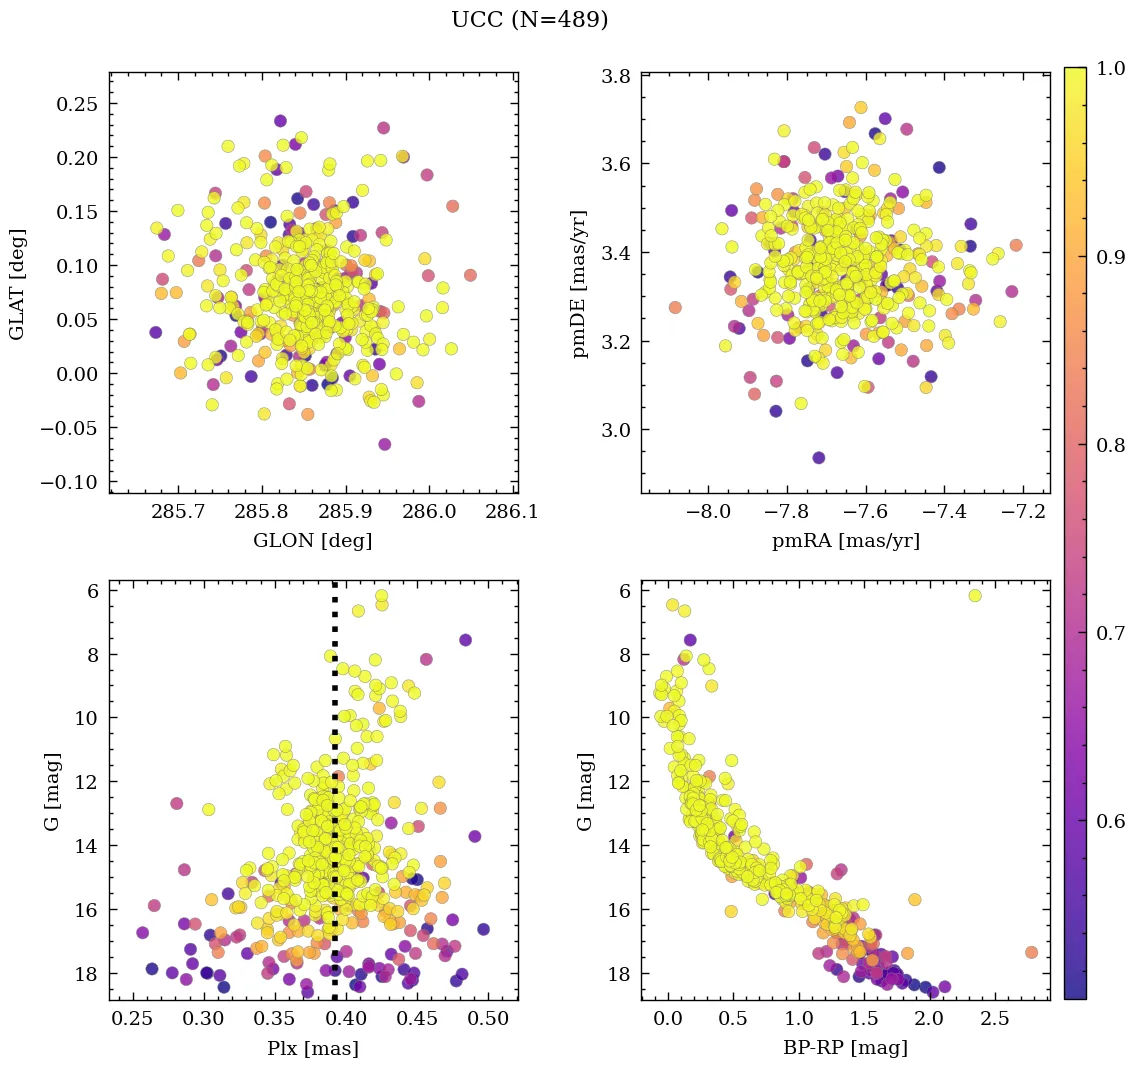 UCC (N=489)
0.25
0.20
0.15
0.10
0.05
0.00
−0.05
−0.10
GLAT [deg]
285.7 285.8 285.9 286.0 286.1
GLON [deg]
3.8
3.6
3.4
3.2
3.0
pmDE [mas/yr]
−8.0 −7.8 −7.6 −7.4 −7.2
pmRA [mas/yr]
6
8
10
12
14
16
18
G [mag]
0.25 0.30 0.35 0.40 0.45 0.50
Plx [mas]
6
8
10
12
14
16
18
G [mag]
0.0 0.5 1.0 1.5 2.0 2.5
BP-RP [mag]
1.0
0.9
0.8
0.7
0.6